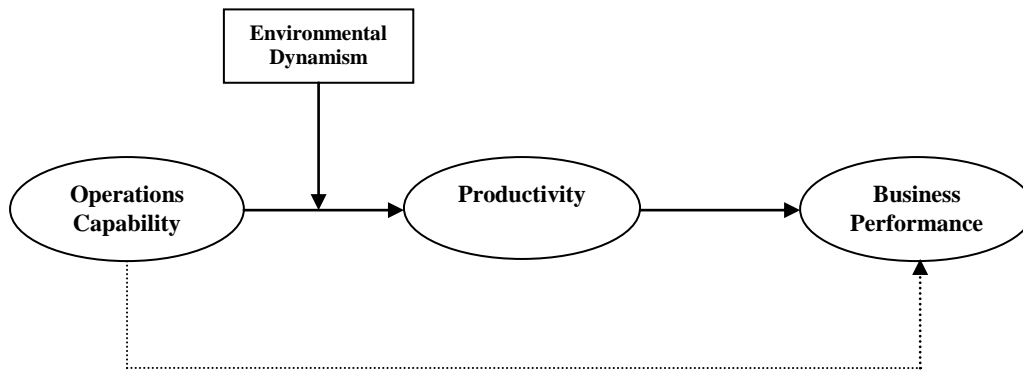 Environmental
Dynamism
Operations
Capability
Productivity
Business
Performance